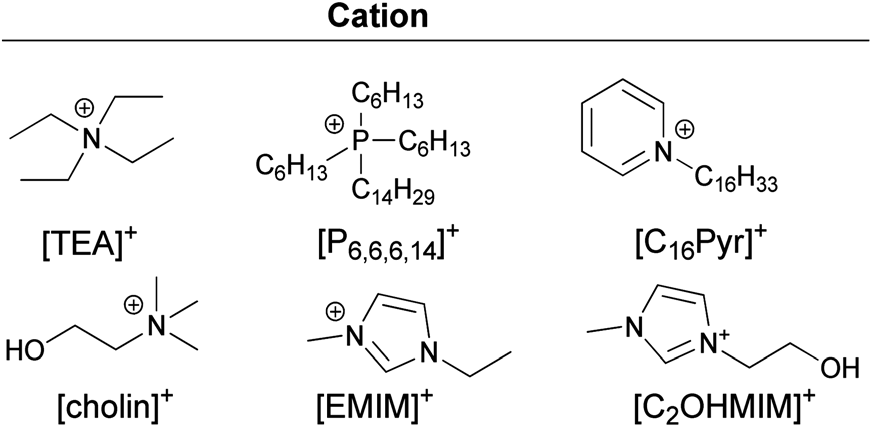 Cation
N⊕
C₆H₁₃
⊕
P
C₆H₁₃
C₆H₁₃
C₁₄H₂₉
N
⊕
C₁₆H₃₃
[TEA]⁺
[P₆,₆,₆,₁₄]⁺
[C₁₆Pyr]⁺
HO
⊕
N
⊕
N
N
N
N⁺
OH
[cholin]⁺
[EMIM]⁺
[C₂OHMIM]⁺